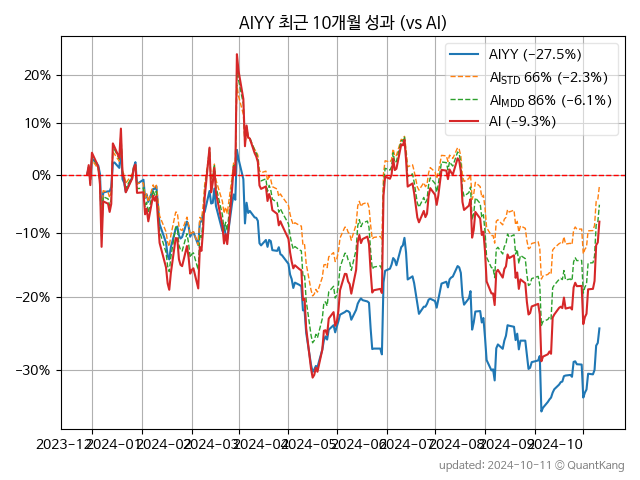 AIYY 최근 10개월 성과 (vs AI)
AIYY (−27.5%)
AISTD 66% (−2.3%)
AIMDD 86% (−6.1%)
AI (−9.3%)
20%
10%
0%
−10%
−20%
−30%
2023−12 2024−01 2024−02 2024−03 2024−04 2024−05 2024−06 2024−07 2024−08 2024−09 2024−10
updated: 2024-10-11 © QuantKang